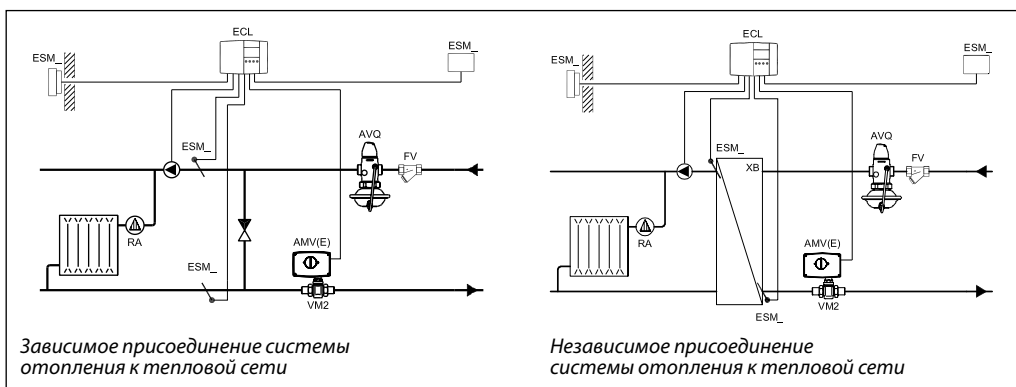 ECL
ESM_
ESM_
ESM_
AVQ
FV
RA
ESM_
AMV(E)
VM2
Зависимое присоединение системы
отопления к тепловой сети
ECL
ESM_
ESM_
ESM_
XB
AVQ
FV
RA
AMV(E)
VM2
ESM_
Независимое присоединение
системы отопления к тепловой сети